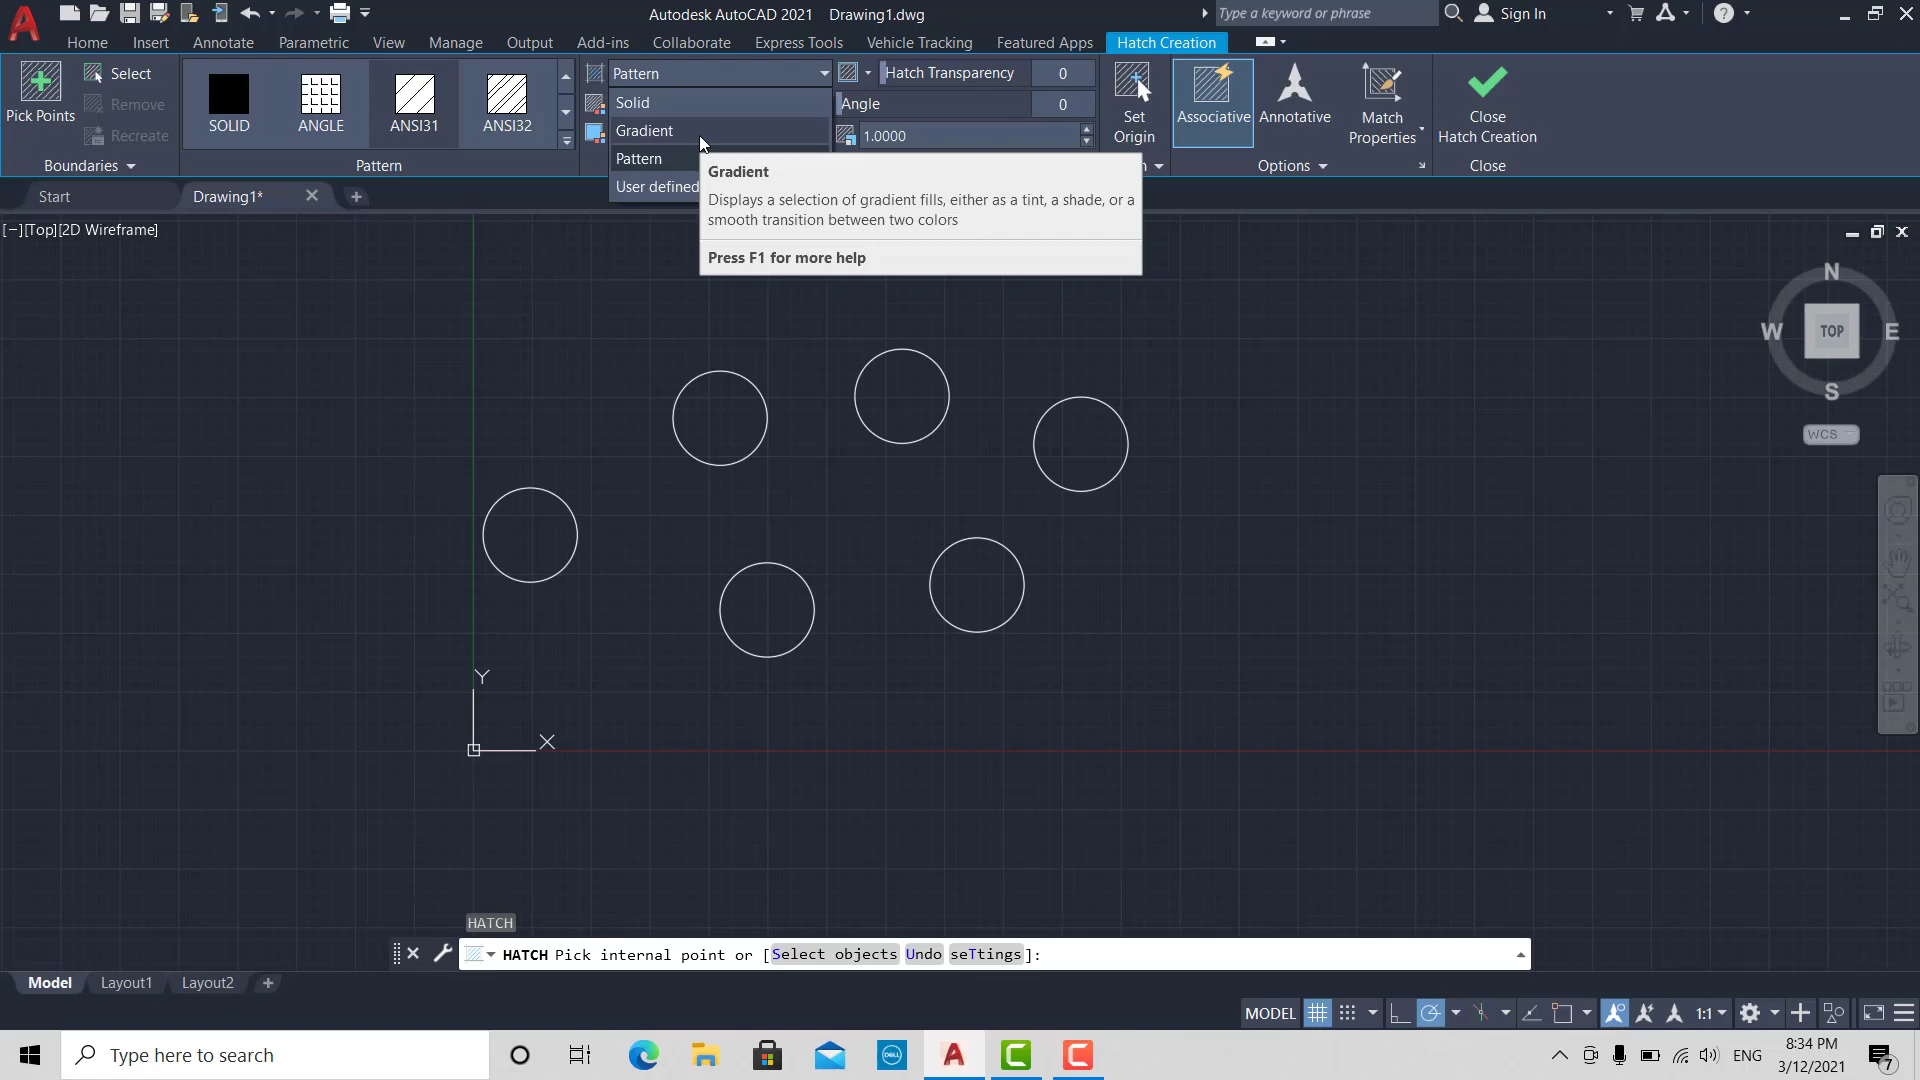 Autodesk AutoCAD 2021 Drawing1.dwg
Type a keyword or phrase
Sign In
Home Insert Annotate Parametric View Manage Output Add-ins Collaborate Express Tools Vehicle Tracking Featured Apps Hatch Creation
Pick Points
Select
Remove
Recreate
Boundaries
SOLID
ANGLE
ANSI31
ANSI32
Pattern
Pattern
Solid
Gradient
Pattern
User defined
Hatch Transparency 0
Angle 0
1.0000
Set
Origin
Associative
Annotative
Match
Properties
Options
Close
Hatch Creation
Close
Gradient
Displays a selection of gradient fills, either as a tint, a shade, or a
smooth transition between two colors
Press F1 for more help
Start
Drawing1*
[−][Top][2D Wireframe]
N
W
TOP
E
S
WCS
Y
X
HATCH
HATCH Pick internal point or [Select objects Undo seTtings]:
Model Layout1 Layout2
MODEL
1:1
Type here to search
DELL
ENG
8:34 PM
3/12/2021
7